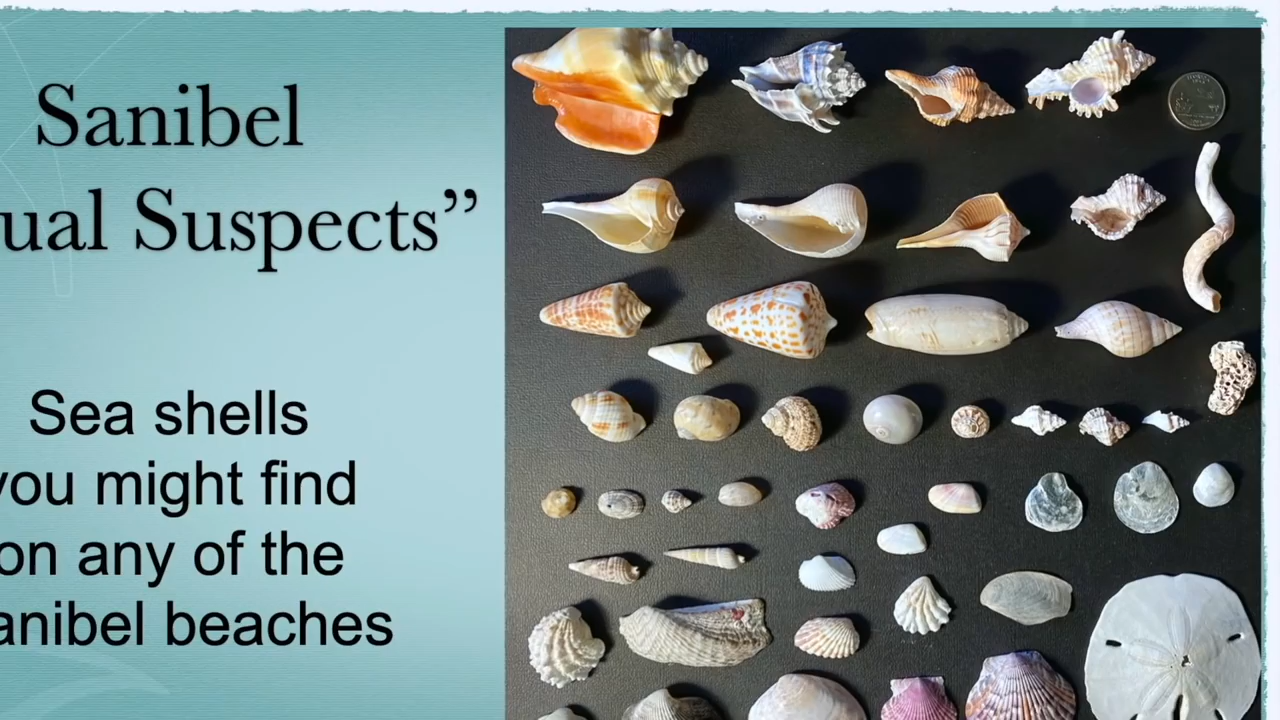 Sanibel
ual Suspects”
Sea shells
you might find
on any of the
anibel beaches